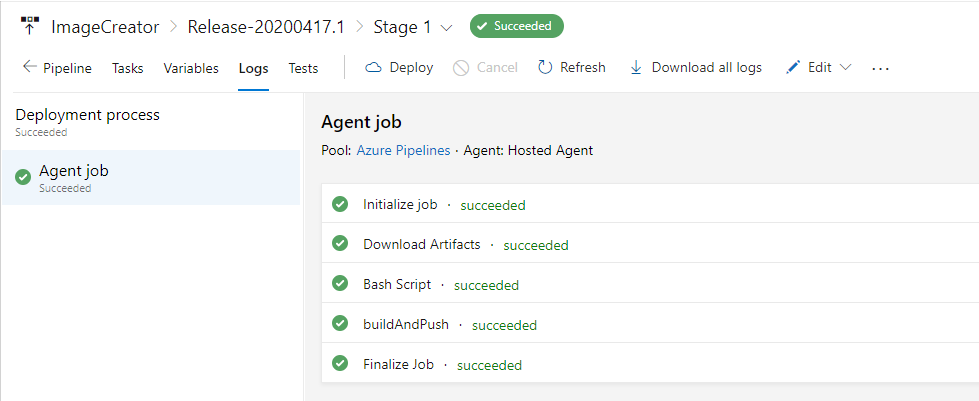 ImageCreator > Release-20200417.1 > Stage 1 Succeeded
Pipeline Tasks Variables Logs Tests Deploy Cancel Refresh Download all logs Edit ...
Deployment process
Succeeded
Agent job
Succeeded
Agent job
Pool: Azure Pipelines · Agent: Hosted Agent
Initialize job · succeeded
Download Artifacts · succeeded
Bash Script · succeeded
buildAndPush · succeeded
Finalize Job · succeeded